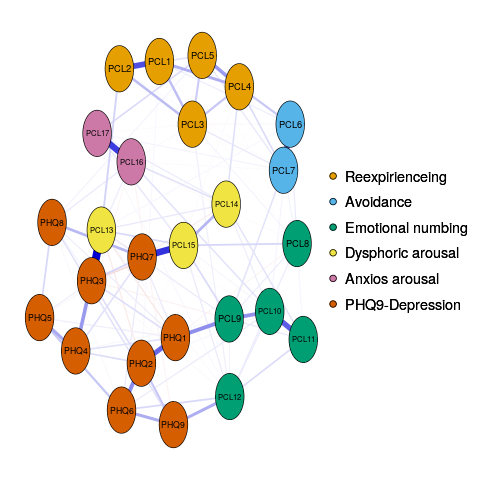 PCL5
PCL1
PCL2
PCL4
PCL3
PCL6
PCL17
PCL16
PCL7
PCL14
PHQ8
PCL13
PCL15
PCL8
PHQ7
PHQ3
PHQ5
PCL9
PCL10
PHQ1
PCL11
PHQ4
PHQ2
PCL12
PHQ6
PHQ9
Reexpirienceing
Avoidance
Emotional numbing
Dysphoric arousal
Anxios arousal
PHQ9-Depression